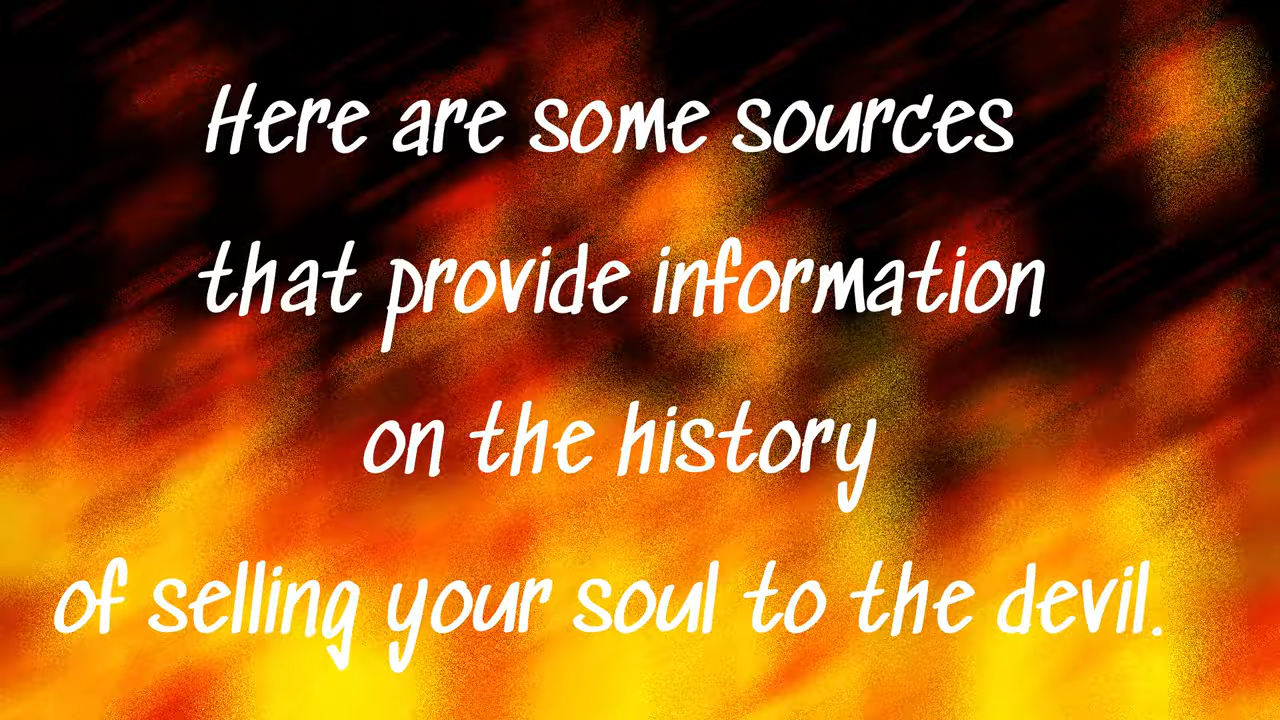 Here are some sources
that provide information
on the history
of selling your soul to the devil.